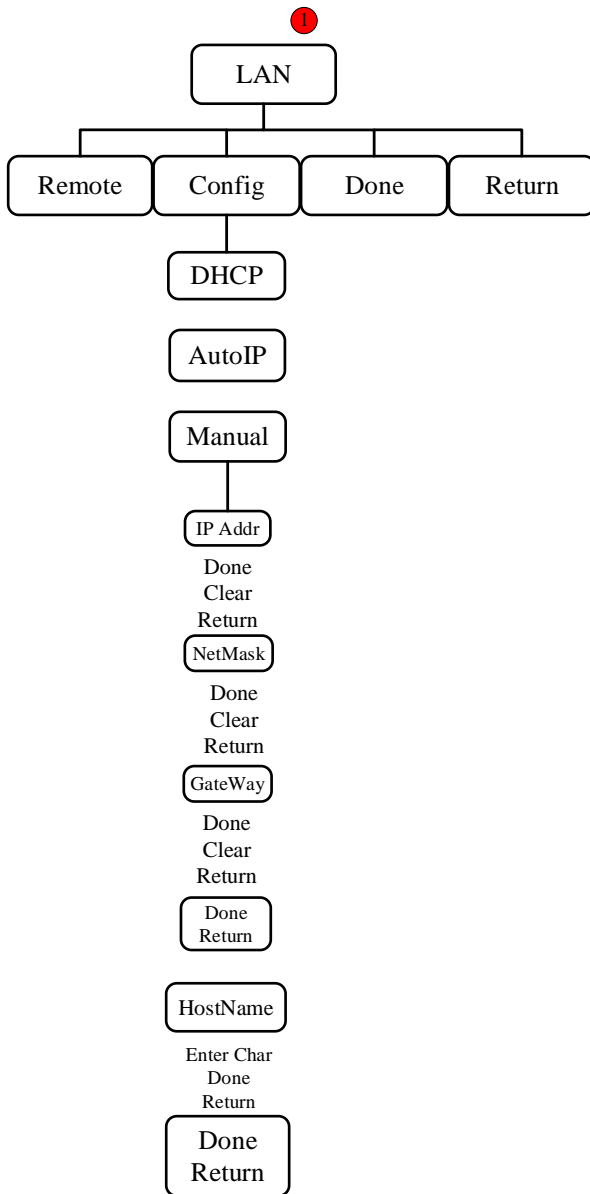 1
LAN
Remote
Config
Done
Return
DHCP
AutoIP
Manual
IP Addr
Done
Clear
Return
NetMask
Done
Clear
Return
GateWay
Done
Clear
Return
Done
Return
HostName
Enter Char
Done
Return
Done
Return